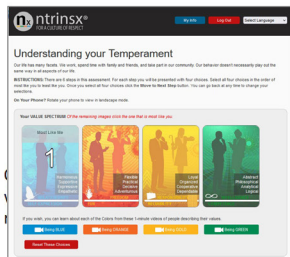 ntrinsx®
FOR A CULTURE OF RESPECT
My Info
Log Out
Select Language
Understanding your Temperament
Our life has many facets. We work, spend time with family and friends, and take part in our community. Our behavior doesn't necessarily play out the
same way in all aspects of our life.
INSTRUCTIONS: There are 6 steps in this assessment. For each step you will be presented with four choices. Select all four choices in the order of
most like you to least like you. Once you select all four choices click the Move to Next Step button. You can go back at any time to change your
selections.
On Your Phone? Rotate your phone to view in landscape mode.
Your VALUE SPECTRUM Of the remaining images click the one that is most like you.
Most Like Me
1
Harmonious
Supportive
Expressive
Empathetic
Flexible
Practical
Decisive
Adventurous
Loyal
Organized
Cooperative
Dependable
Abstract
Philosophical
Analytical
Logical
If you wish, you can learn about each of the Colors from these 1-minute videos of people describing their values.
Being BLUE
Being ORANGE
Being GOLD
Being GREEN
Reset These Choices